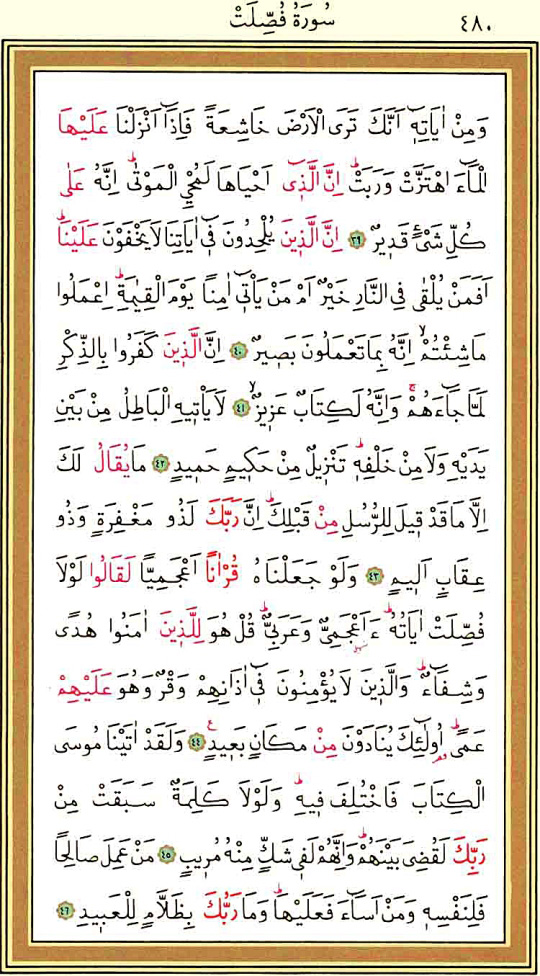 سُورَةُ فُصِّلَتْ ٤٨٠
وَمِنْ اٰيَاتِهٖٓ اَنَّكَ تَرَى الْاَرْضَ خَاشِعَةً فَاِذَٓا اَنْزَلْنَا عَلَيْهَا
الْمَٓاءَ اهْتَزَّتْ وَرَبَتْۜ اِنَّ الَّذٖٓي اَحْيَاهَا لَمُحْيِ الْمَوْتٰىۜ اِنَّهُ عَلٰى
كُلِّ شَيْءٍ قَدٖيرٌ ﴿٣٩﴾ اِنَّ الَّذٖينَ يُلْحِدُونَ فٖٓي اٰيَاتِنَا لَا يَخْفَوْنَ عَلَيْنَاۜ
اَفَمَنْ يُلْقٰى فِي النَّارِ خَيْرٌ اَمْ مَنْ يَأْتٖٓي اٰمِنًا يَوْمَ الْقِيٰمَةِۜ اِعْمَلُوا
مَا شِئْتُمْۙ اِنَّهُ بِمَا تَعْمَلُونَ بَصٖيرٌ ﴿٤٠﴾ اِنَّ الَّذٖينَ كَفَرُوا بِالذِّكْرِ
لَمَّا جَٓاءَهُمْۚ وَاِنَّهُ لَكِتَابٌ عَزٖيزٌۙ ﴿٤١﴾ لَا يَأْتٖيهِ الْبَاطِلُ مِنْ بَيْنِ
يَدَيْهِ وَلَا مِنْ خَلْفِهٖۜ تَنْزٖيلٌ مِنْ حَكٖيمٍ حَمٖيدٍ ﴿٤٢﴾ مَا يُقَالُ لَكَ
اِلَّا مَا قَدْ قٖيلَ لِلرُّسُلِ مِنْ قَبْلِكَۜ اِنَّ رَبَّكَ لَذُو مَغْفِرَةٍ وَذُو
عِقَابٍ اَلٖيمٍ ﴿٤٣﴾ وَلَوْ جَعَلْنَاهُ قُرْاٰنًا اَعْجَمِيًّا لَقَالُوا لَوْلَا
فُصِّلَتْ اٰيَاتُهُۜ ءَاَعْجَمِيٌّ وَعَرَبِيٌّۜ قُلْ هُوَ لِلَّذٖينَ اٰمَنُوا هُدًى
وَشِفَٓاءٌۜ وَالَّذٖينَ لَا يُؤْمِنُونَ فٖٓي اٰذَانِهِمْ وَقْرٌ وَهُوَ عَلَيْهِمْ
عَمًىۜ اُولٰٓئِكَ يُنَادَوْنَ مِنْ مَكَانٍ بَعٖيدٍ ﴿٤٤﴾ وَلَقَدْ اٰتَيْنَا مُوسَى
الْكِتَابَ فَاخْتُلِفَ فٖيهِۜ وَلَوْلَا كَلِمَةٌ سَبَقَتْ مِنْ
رَبِّكَ لَقُضِيَ بَيْنَهُمْۜ وَاِنَّهُمْ لَفٖي شَكٍّ مِنْهُ مُرٖيبٍ ﴿٤٥﴾ مَنْ عَمِلَ صَالِحًا
فَلِنَفْسِهٖ وَمَنْ اَسَٓاءَ فَعَلَيْهَاۜ وَمَا رَبُّكَ بِظَلَّامٍ لِلْعَبٖيدِ ﴿٤٦﴾